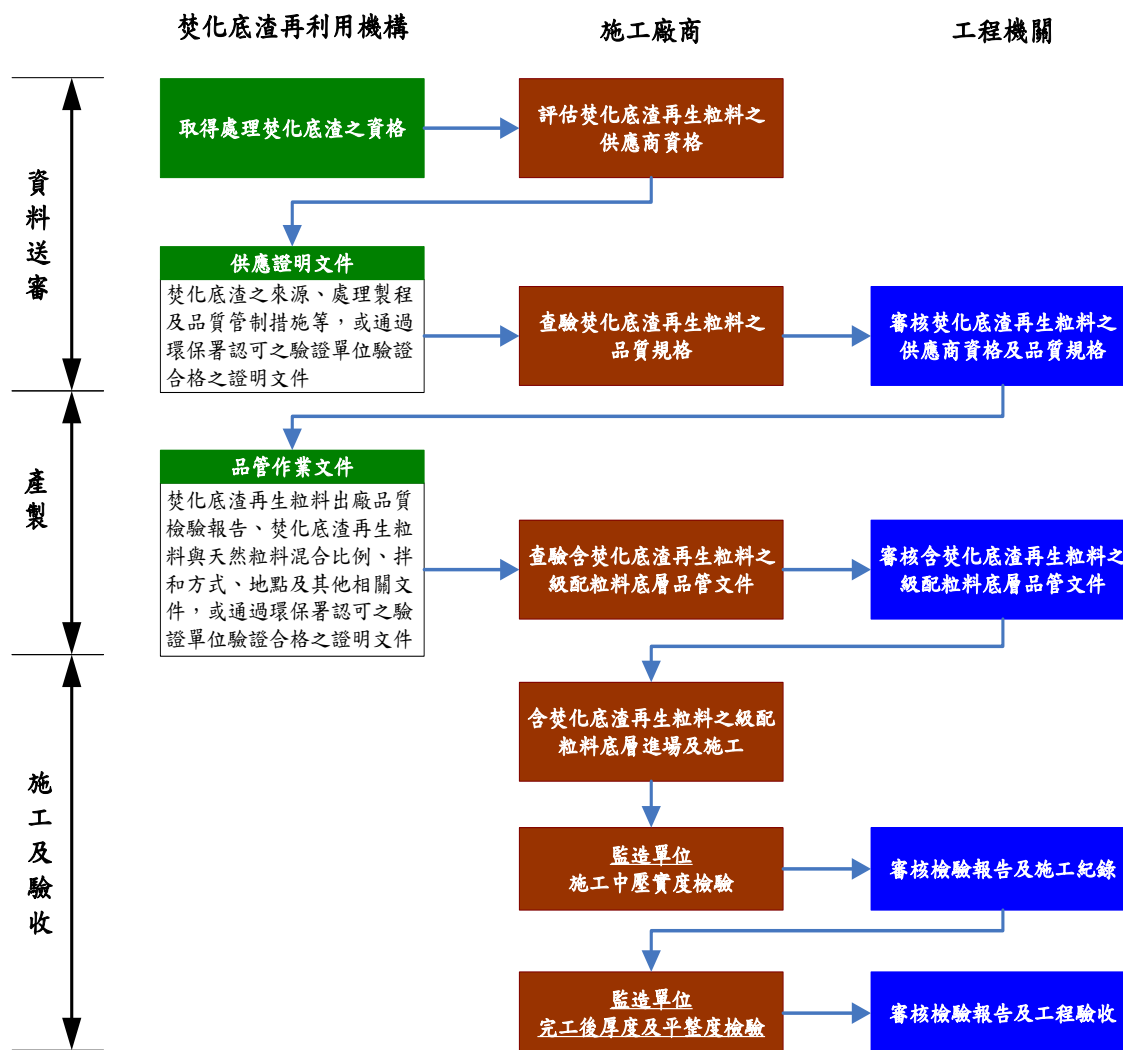 焚化底渣再利用機構
施工廠商
工程機關
資料送審
取得處理焚化底渣之資格
評估焚化底渣再生粒料之
供應商資格
供應證明文件
焚化底渣之來源、處理製程
及品質管制措施等，或通過
環保署認可之驗證單位驗證
合格之證明文件
查驗焚化底渣再生粒料之
品質規格
審核焚化底渣再生粒料之
供應商資格及品質規格
產製
品管作業文件
焚化底渣再生粒料出廠品質
檢驗報告、焚化底渣再生粒
料與天然粒料混合比例、拌
和方式、地點及其他相關文
件，或通過環保署認可之驗
證單位驗證合格之證明文件
查驗含焚化底渣再生粒料之
級配粒料底層品管文件
審核含焚化底渣再生粒料之
級配粒料底層品管文件
施工及驗收
含焚化底渣再生粒料之級配
粒料底層進場及施工
監造單位
施工中壓實度檢驗
審核檢驗報告及施工紀錄
監造單位
完工後厚度及平整度檢驗
審核檢驗報告及工程驗收